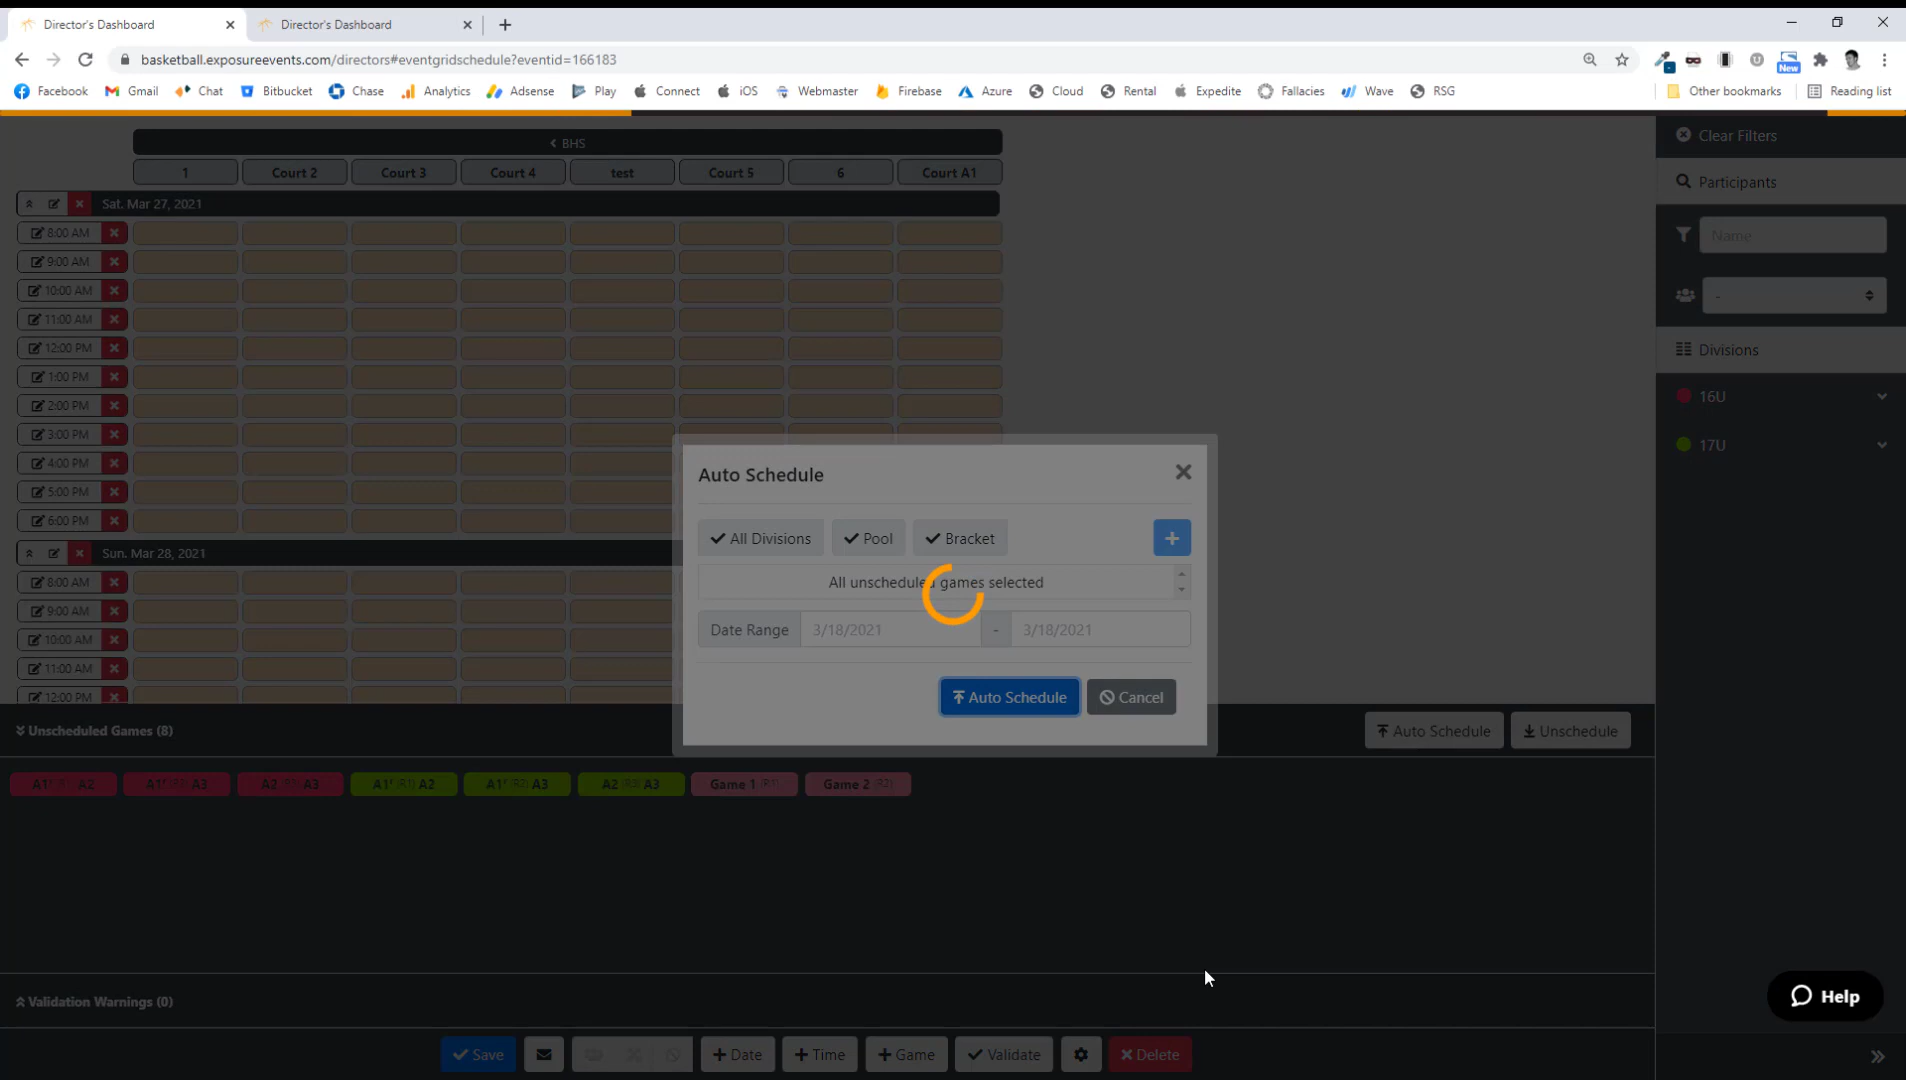 Director's Dashboard
Director's Dashboard
basketball.exposureevents.com/directors#eventgridschedule?eventid=166183
Facebook Gmail Chat Bitbucket Chase Analytics Adsense Play Connect iOS Webmaster Firebase Azure Cloud Rental Expedite Fallacies Wave RSG Other bookmarks Reading list
New
BHS
1 Court 2 Court 3 Court 4 test Court 5 6 Court A1
Sat. Mar 27, 2021
8:00 AM
9:00 AM
10:00 AM
11:00 AM
12:00 PM
1:00 PM
2:00 PM
3:00 PM
4:00 PM
5:00 PM
6:00 PM
Sun. Mar 28, 2021
8:00 AM
9:00 AM
10:00 AM
11:00 AM
12:00 PM
Clear Filters
Participants
Name
-
Divisions
16U
17U
Auto Schedule
All Divisions Pool Bracket
All unscheduled games selected
Date Range 3/18/2021 - 3/18/2021
Auto Schedule Cancel
Unscheduled Games (8)
Auto Schedule Unschedule
A2 A3 A2 A3 A1 (R1) A2 A1 (R2) A3 A2 (R3) A3 Game 1 (R1) Game 2 (R2)
Validation Warnings (0)
Save Date Time Game Validate Delete
Help